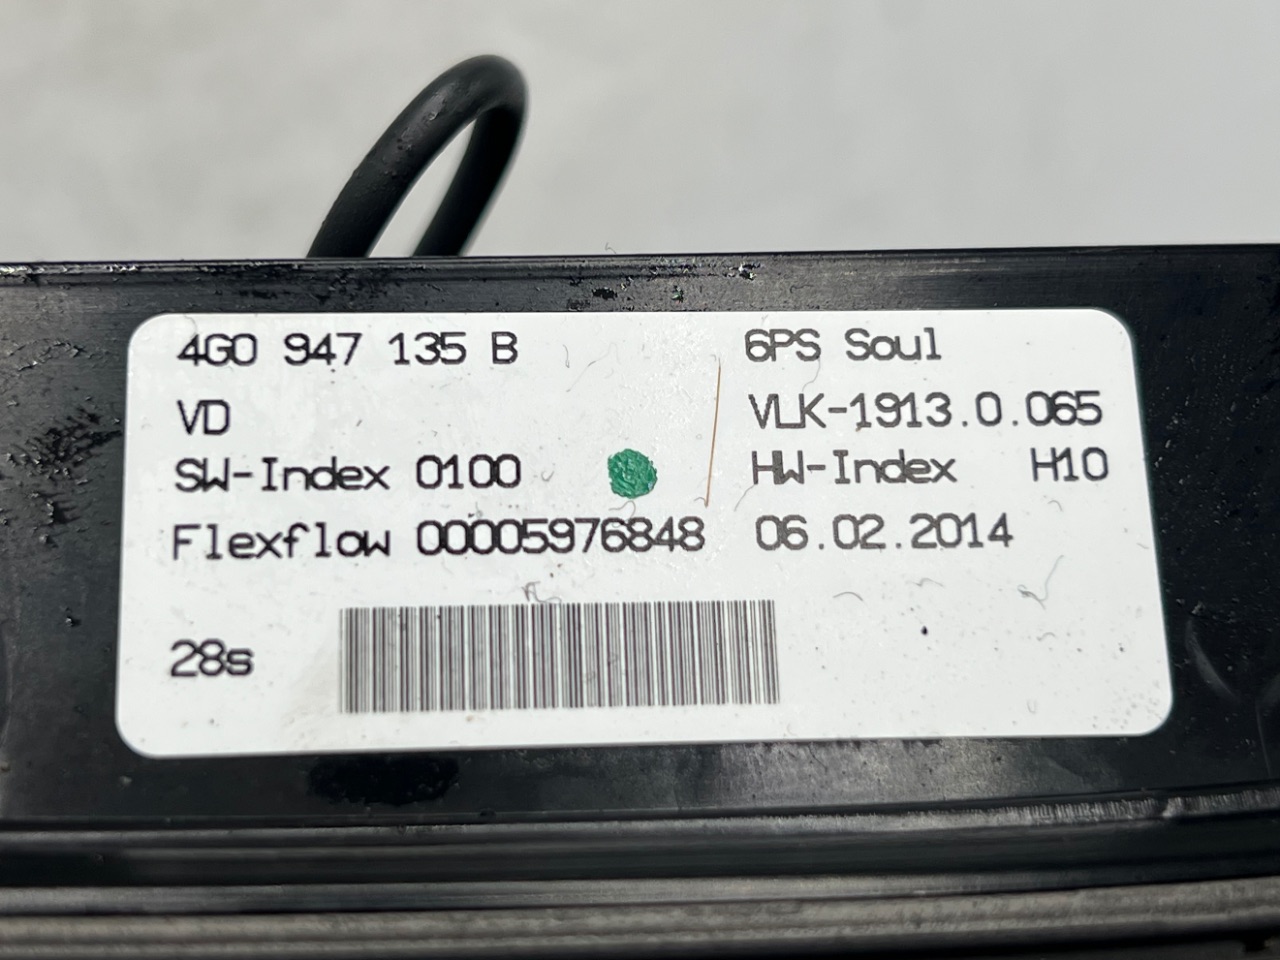 4G0 947 135 B 6PS Soul
VD VLK-1913.0.065
SW-Index 0100 HW-Index H10
Flexflow 00005976848 06.02.2014
28s